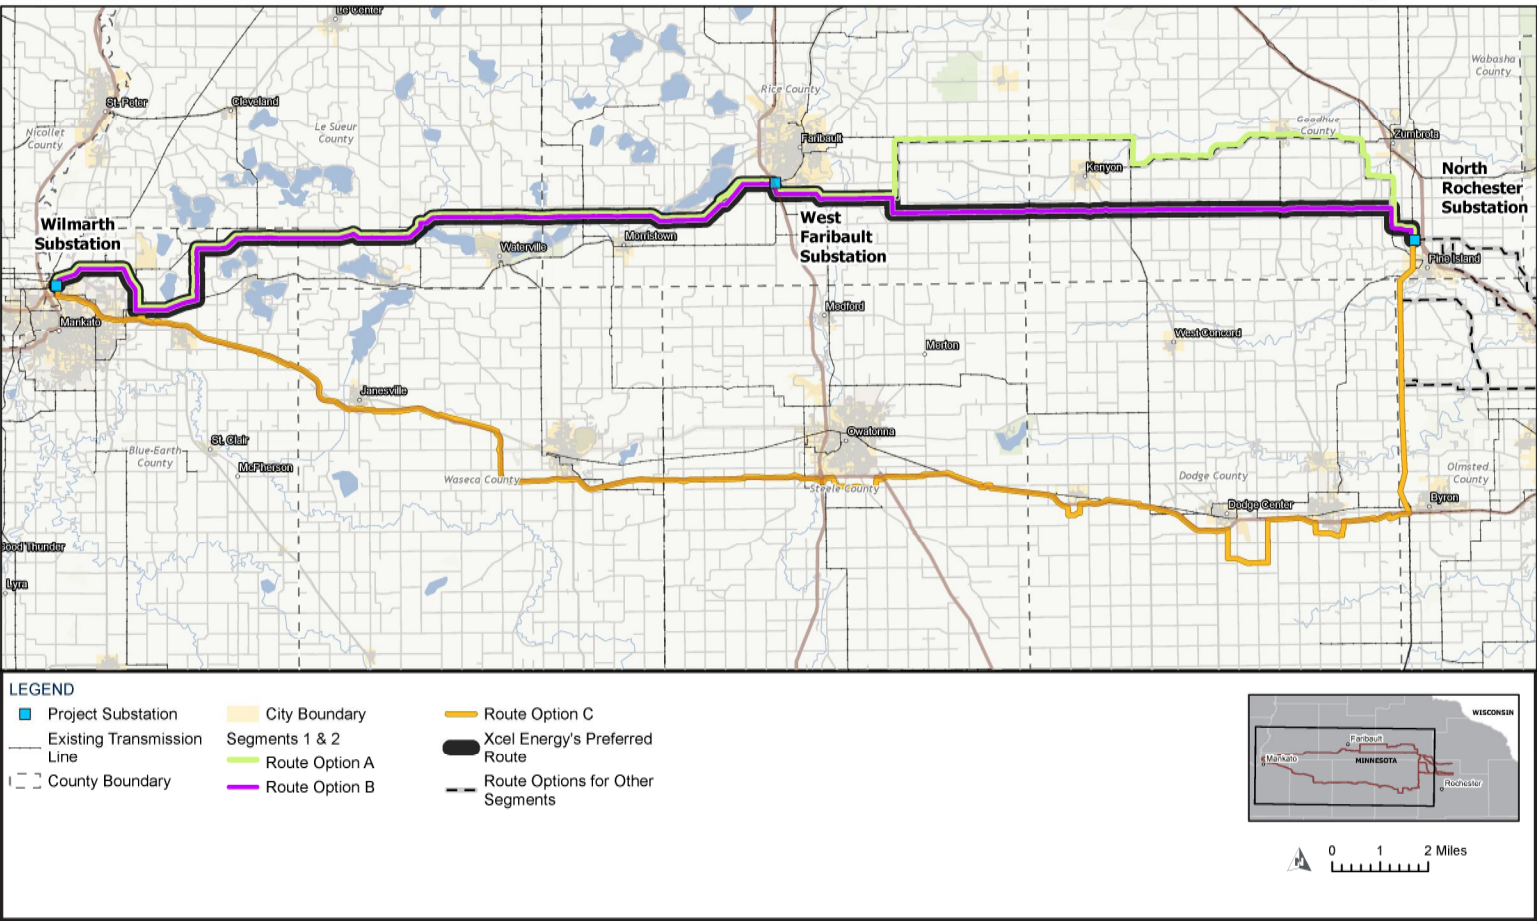 Le Center
St. Peter
Cleveland
Nicollet
County
Le Sueur
County
Rice County
Faribault
Wabasha
County
Goodhue
County
Zumbrota
Kenyon
North
Rochester
Substation
Wilmarth
Substation
West
Faribault
Substation
Waterville
Morristown
Pine Island
Mankato
Medford
Merton
West Concord
Janesville
Owatonna
St. Clair
Blue-Earth
County
McPherson
Waseca County
Steele County
Dodge County
Olmsted
County
Dodge Center
Byron
Good Thunder
Lyra
LEGEND
Project Substation
Existing Transmission
Line
County Boundary
City Boundary
Segments 1 & 2
Route Option A
Route Option B
Route Option C
Xcel Energy's Preferred
Route
Route Options for Other
Segments
WISCONSIN
Faribault
Mankato
MINNESOTA
Rochester
N
0 1 2 Miles